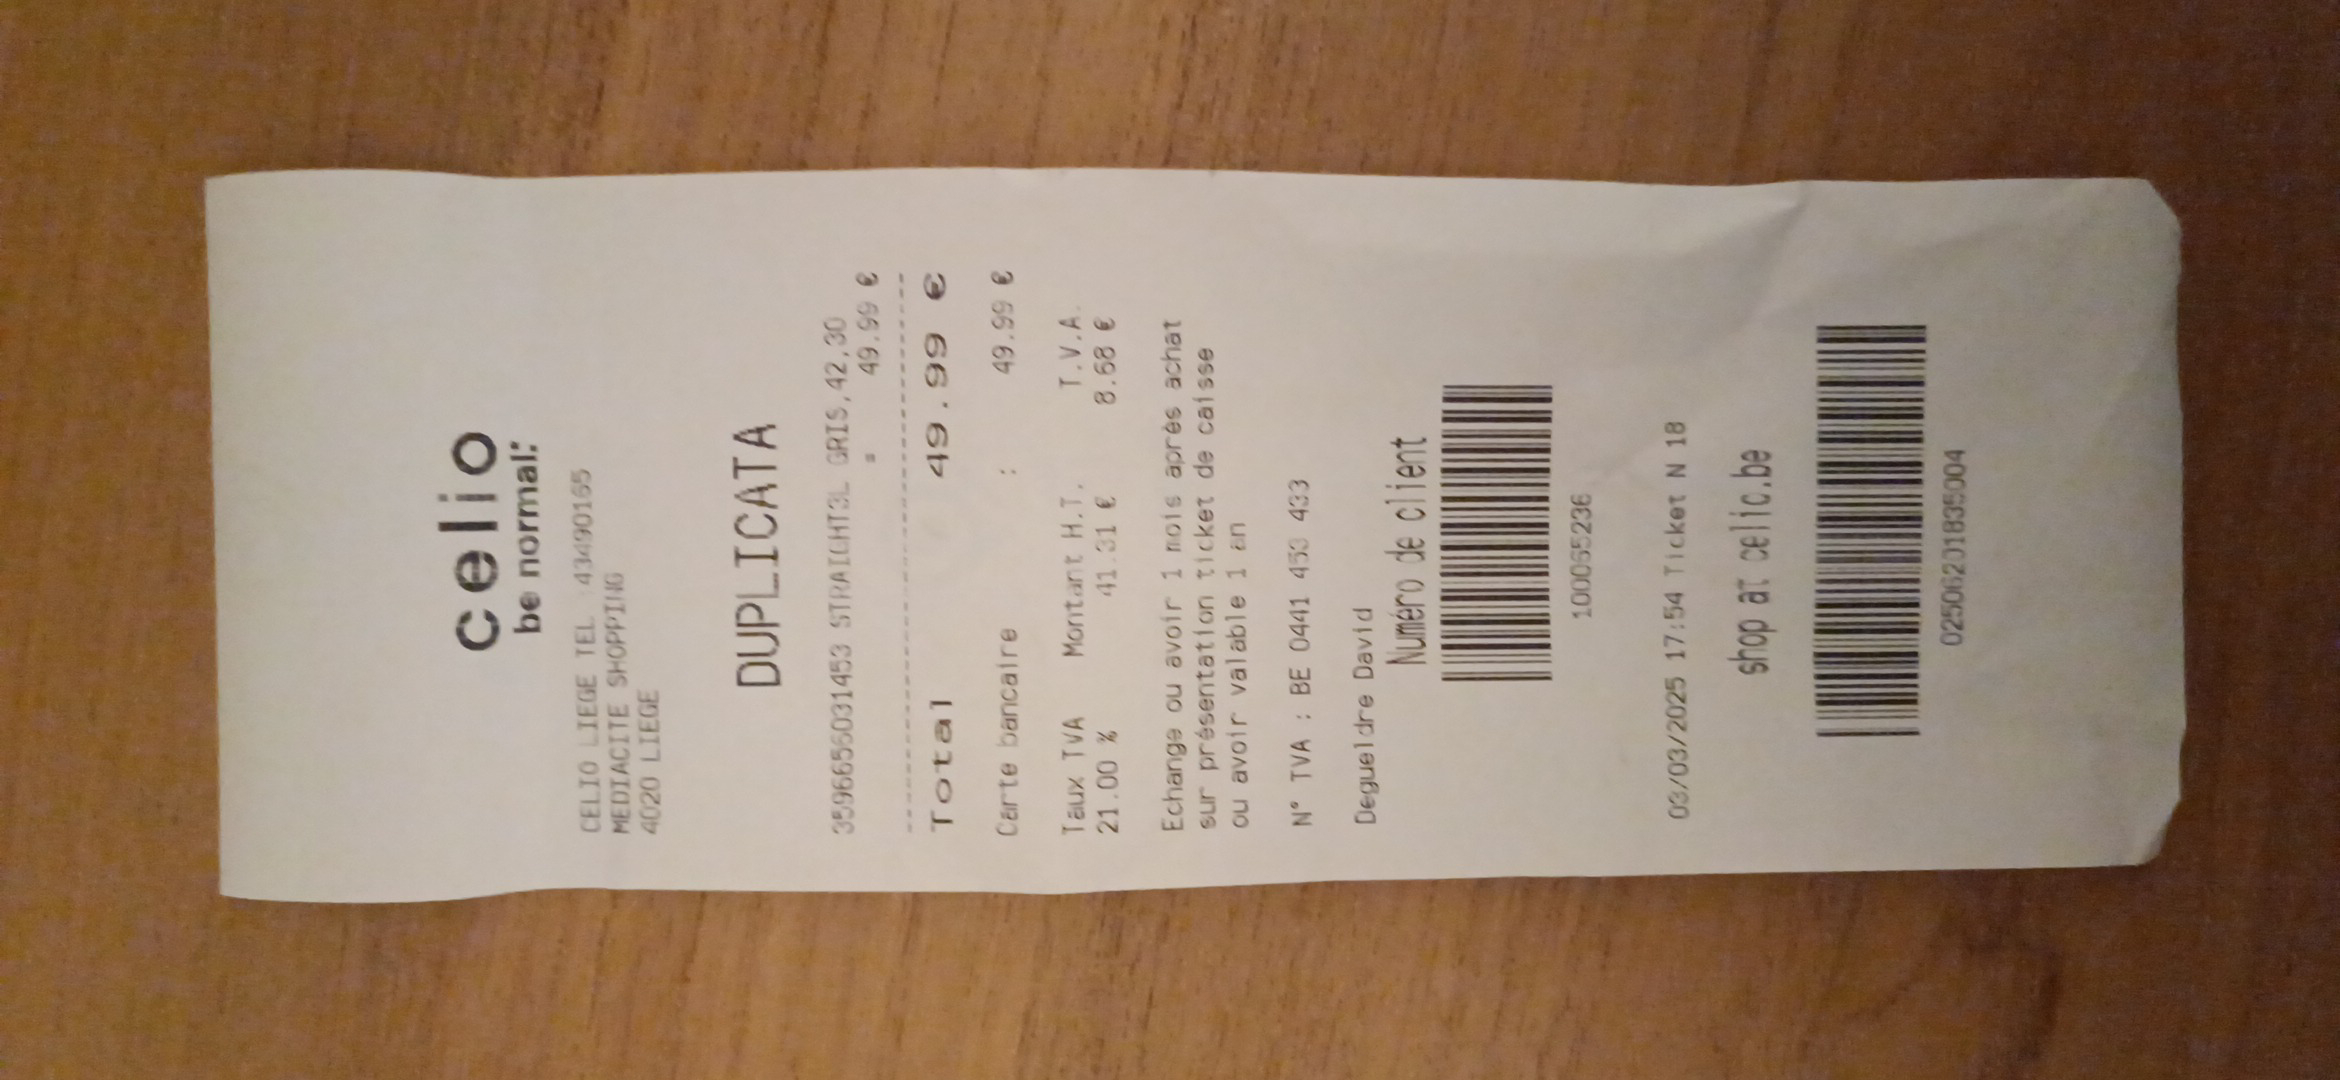 celio
be normal:
CELIO LIEGE TEL :43490165
MEDIACITE SHOPPING
4020 LIEGE
DUPLICATA
3596655031453 STRAIGHT3L GRIS,42,30
= 49.99 €
Total 49.99 €
Carte bancaire : 49.99 €
Taux TVA Montant H.T. T.V.A.
21.00 % 41.31 € 8.68 €
Echange ou avoir 1 mois après achat
sur présentation ticket de caisse
ou avoir valable 1 an
N° TVA : BE 0441 453 433
Degueldre David
Numéro de client
100065236
03/03/2025 17:54 Ticket N 18
shop at celio.be
02506201835004